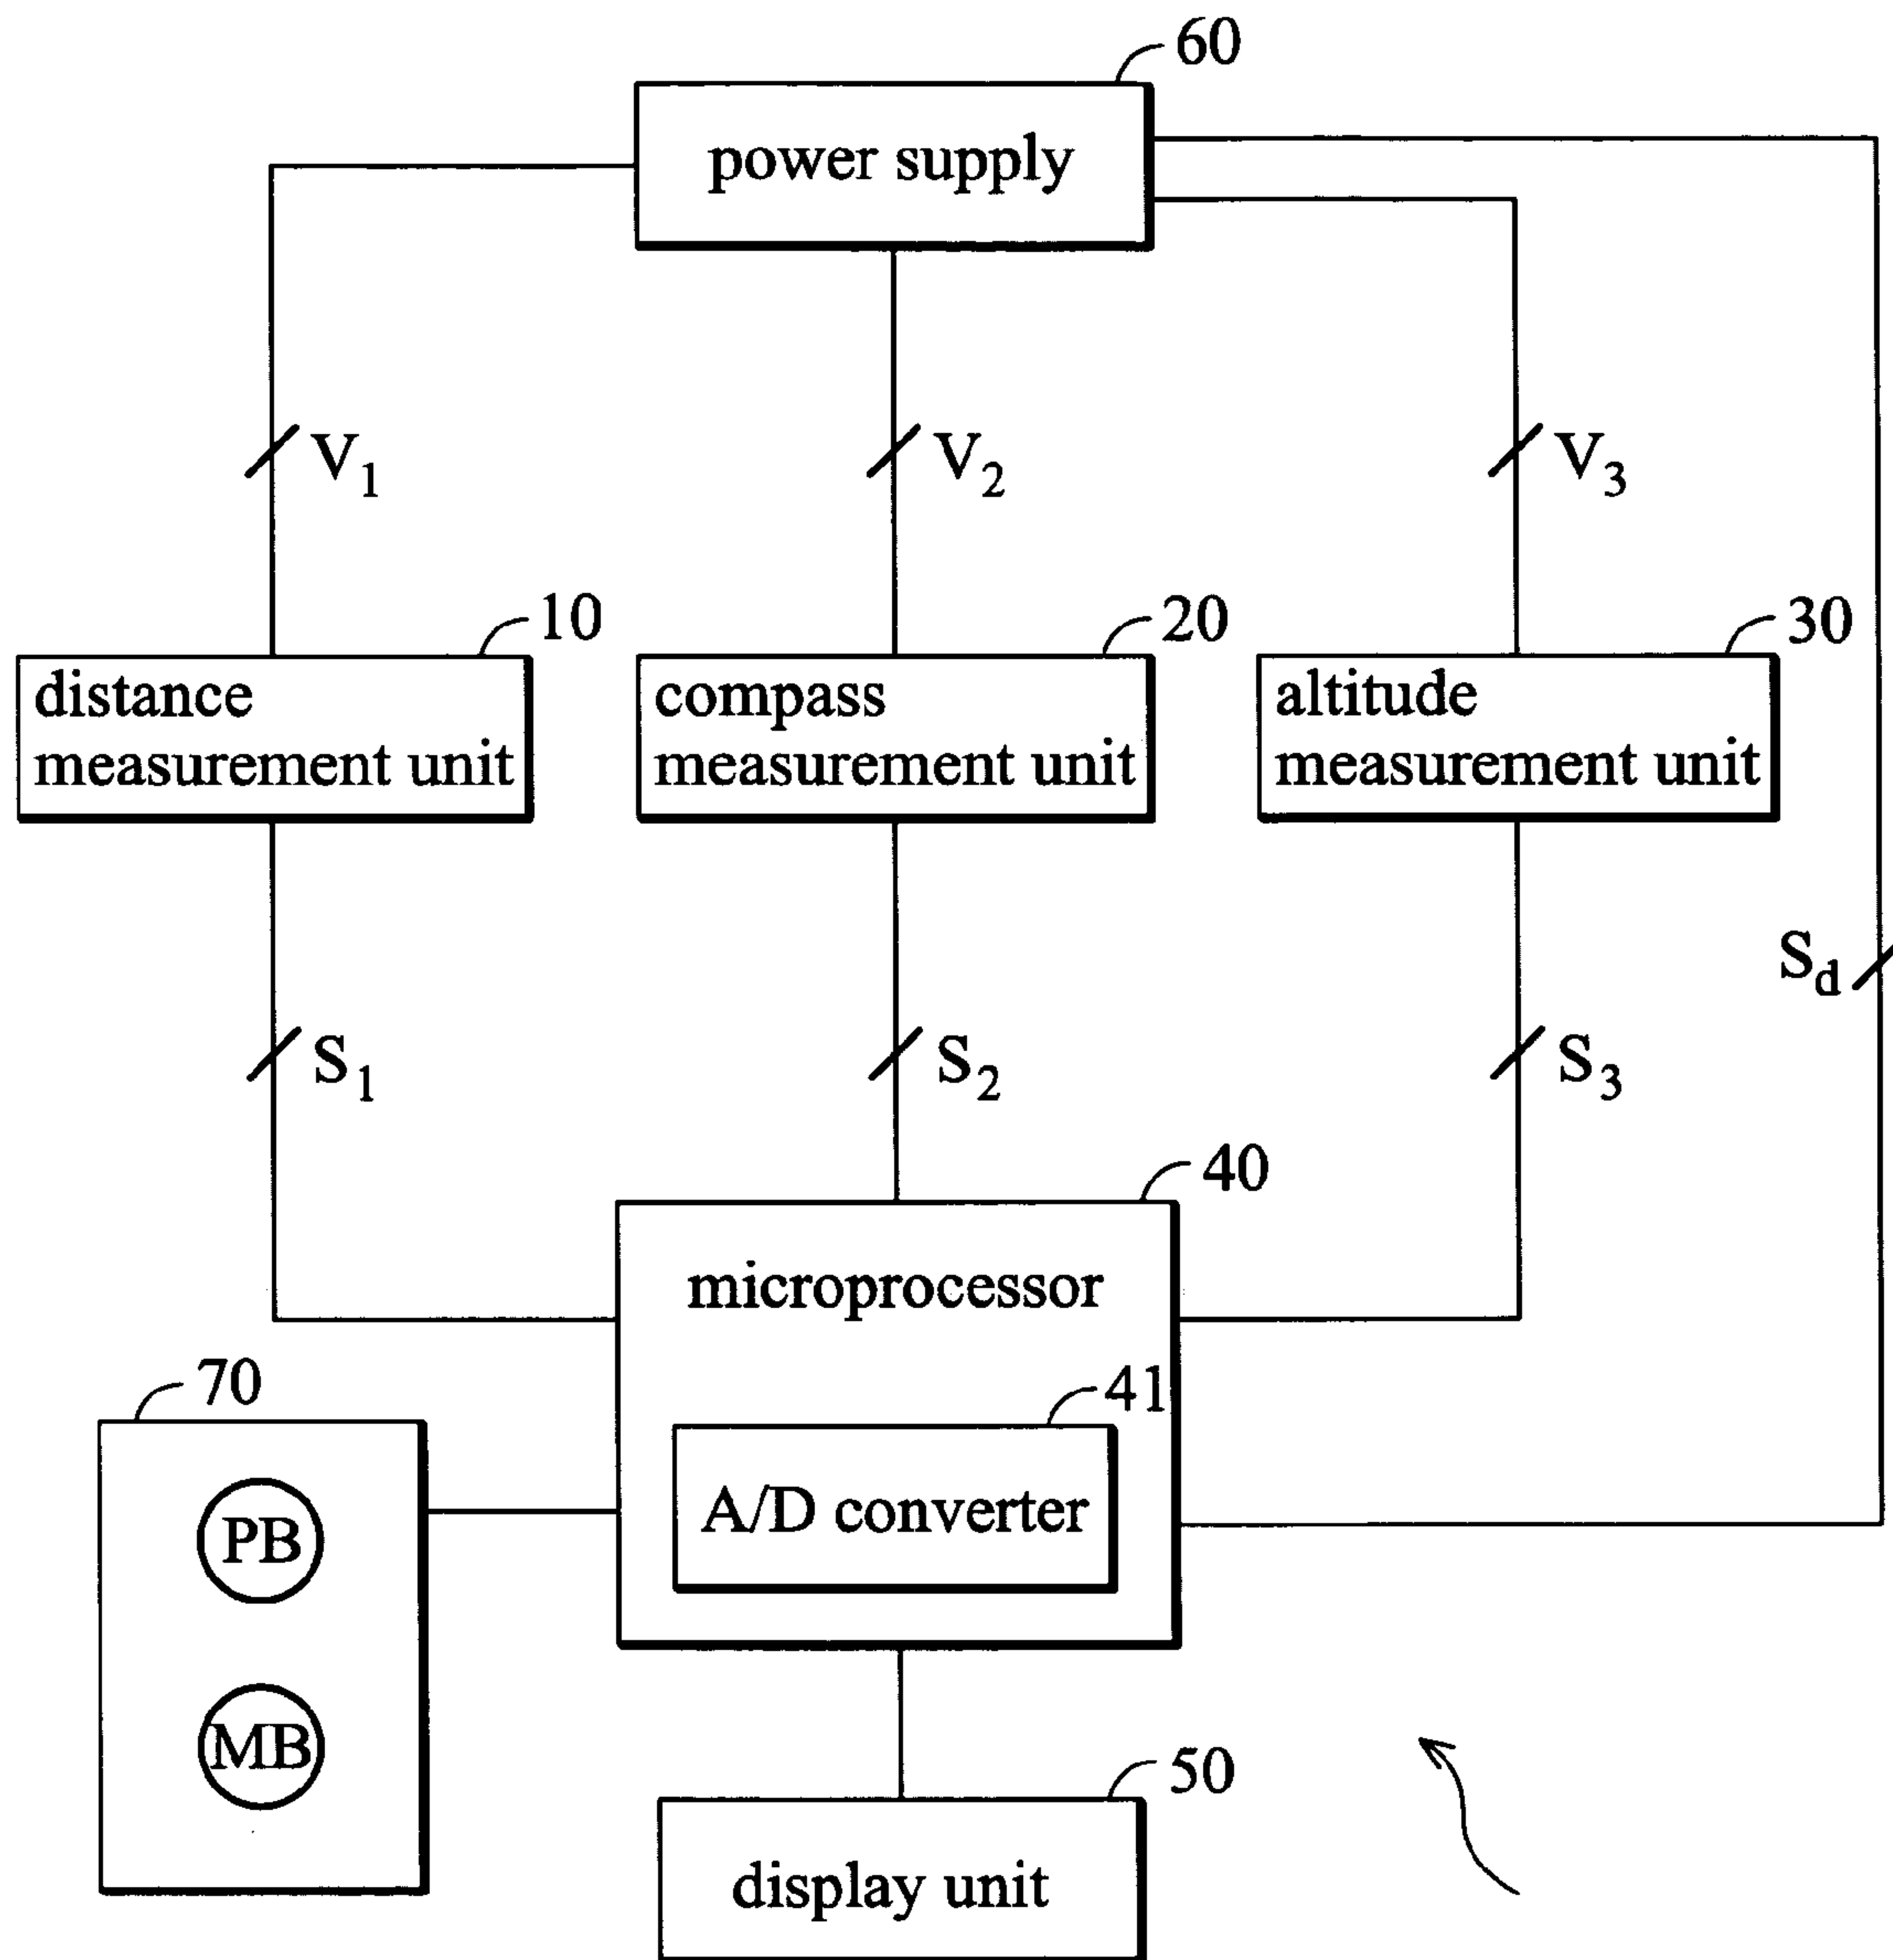 60
power supply
V1
V2
V3
10
20
30
distance
measurement unit
compass
measurement unit
altitude
measurement unit
Sd
S1
S2
S3
40
microprocessor
70
41
A/D converter
PB
MB
50
display unit